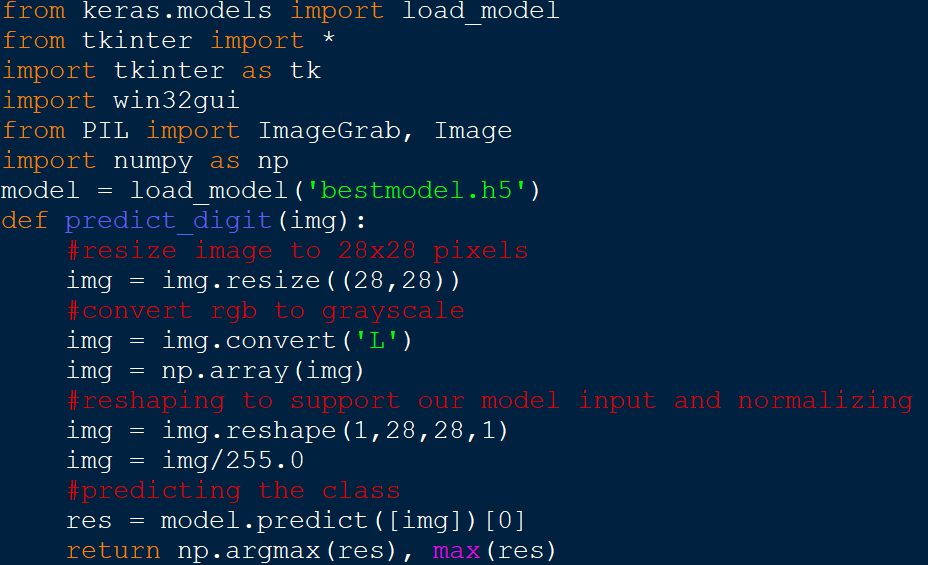 from keras.models import load_model
from tkinter import *
import tkinter as tk
import win32gui
from PIL import ImageGrab, Image
import numpy as np
model = load_model('bestmodel.h5')
def predict_digit(img):
    #resize image to 28x28 pixels
    img = img.resize((28,28))
    #convert rgb to grayscale
    img = img.convert('L')
    img = np.array(img)
    #reshaping to support our model input and normalizing
    img = img.reshape(1,28,28,1)
    img = img/255.0
    #predicting the class
    res = model.predict([img])[0]
    return np.argmax(res), max(res)